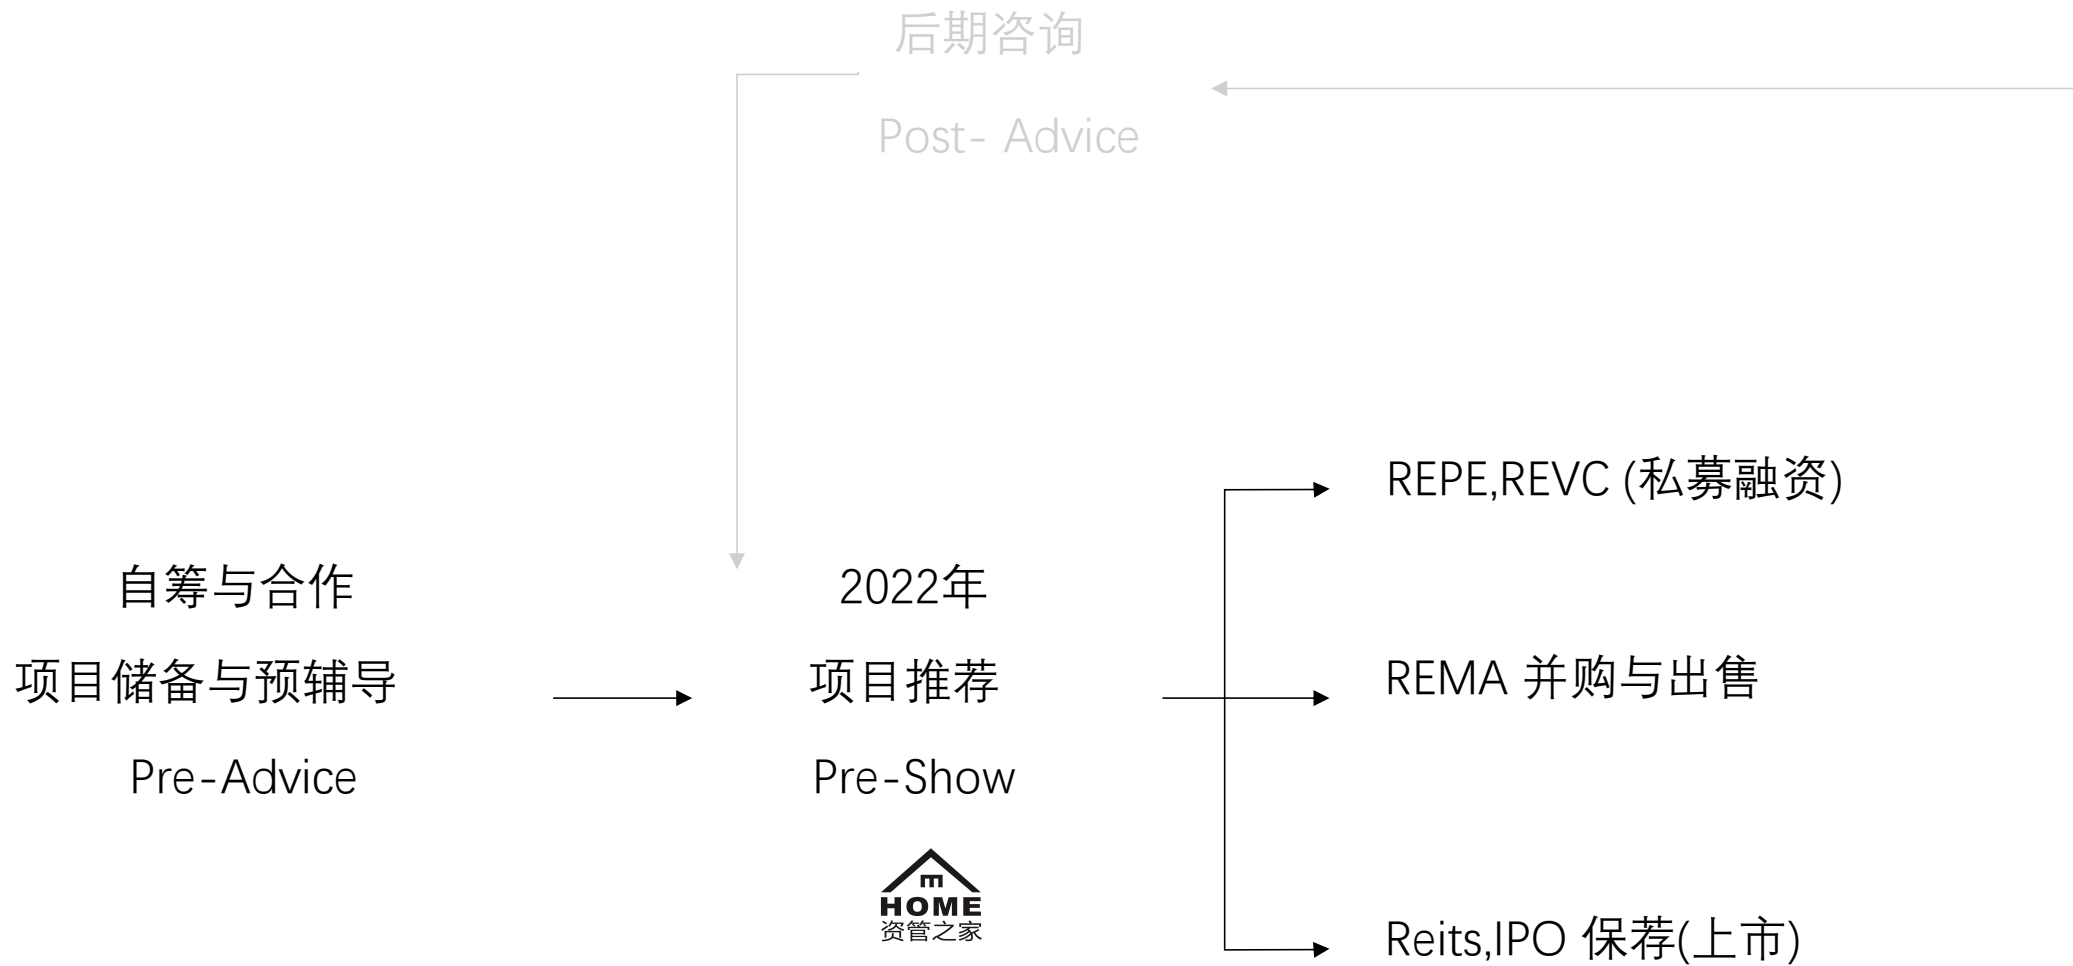 后期咨询
Post- Advice
自筹与合作
项目储备与预辅导
Pre-Advice
2022年
项目推荐
Pre-Show
HOME
资管之家
REPE,REVC (私募融资)
REMA 并购与出售
Reits,IPO 保荐(上市)